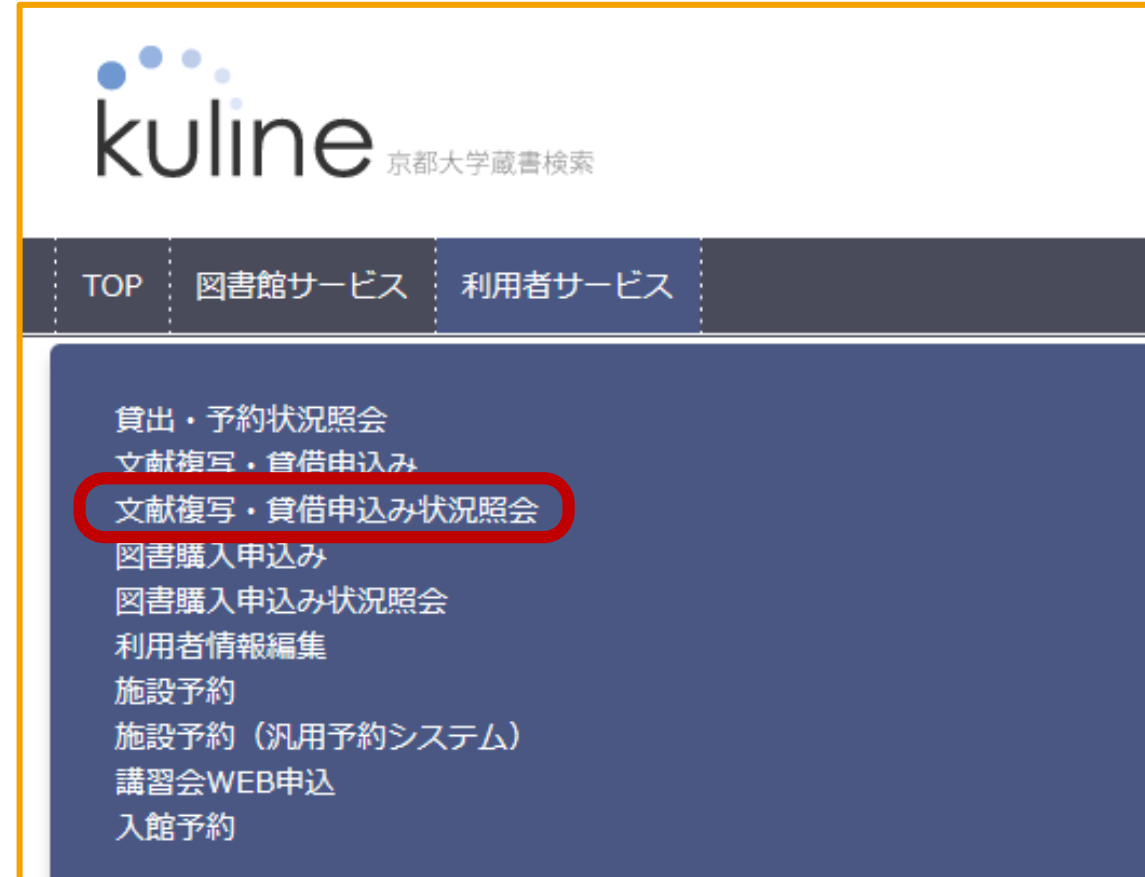 kuline 京都大学蔵書検索
TOP 図書館サービス 利用者サービス
貸出・予約状況照会
文献複写・貸借申込み
文献複写・貸借申込み状況照会
図書購入申込み
図書購入申込み状況照会
利用者情報編集
施設予約
施設予約（汎用予約システム）
講習会WEB申込
入館予約